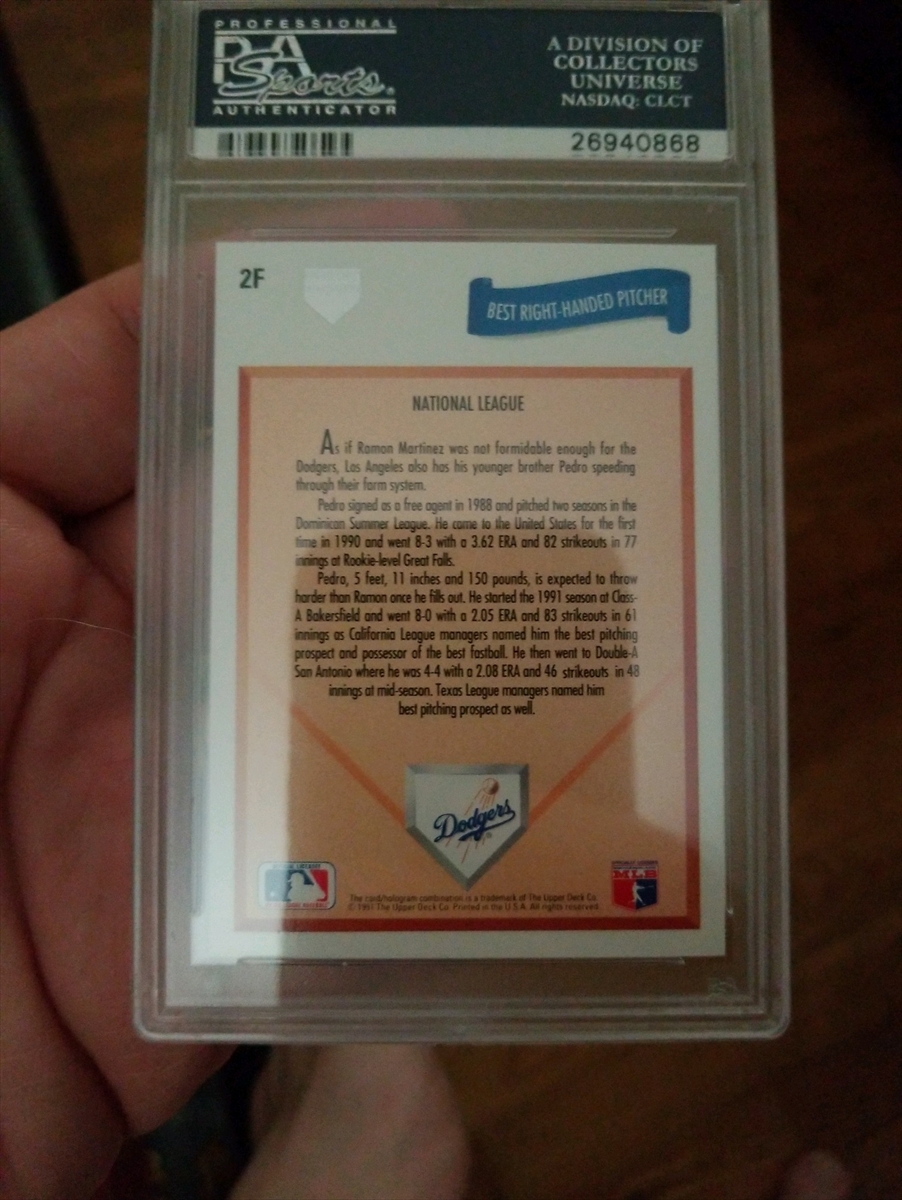 PROFESSIONAL
PSA
Sports.
AUTHENTICATOR
A DIVISION OF
COLLECTORS
UNIVERSE
NASDAQ: CLCT
26940868
2F
BEST RIGHT-HANDED PITCHER
NATIONAL LEAGUE
As if Ramon Martinez was not formidable enough for the
Dodgers, Los Angeles also has his younger brother Pedro speeding
through their farm system.
Pedro signed as a free agent in 1988 and pitched two seasons in the
Dominican Summer League. He came to the United States for the first
time in 1990 and went 8-3 with a 3.62 ERA and 82 strikeouts in 77
innings at Rookie-level Great Falls.
Pedro, 5 feet, 11 inches and 150 pounds, is expected to throw
harder than Ramon once he fills out. He started the 1991 season at Class-
A Bakersfield and went 8-0 with a 2.05 ERA and 83 strikeouts in 61
innings as California League managers named him the best pitching
prospect and possessor of the best fastball. He then went to Double-A
San Antonio where he was 4-4 with a 2.08 ERA and 46 strikeouts in 48
innings at mid-season. Texas League managers named him
best pitching prospect as well.
Dodgers
MLB
The card/hologram combination is a trademark of The Upper Deck Co.
© 1991 The Upper Deck Co. Printed in the U.S.A. All rights reserved.